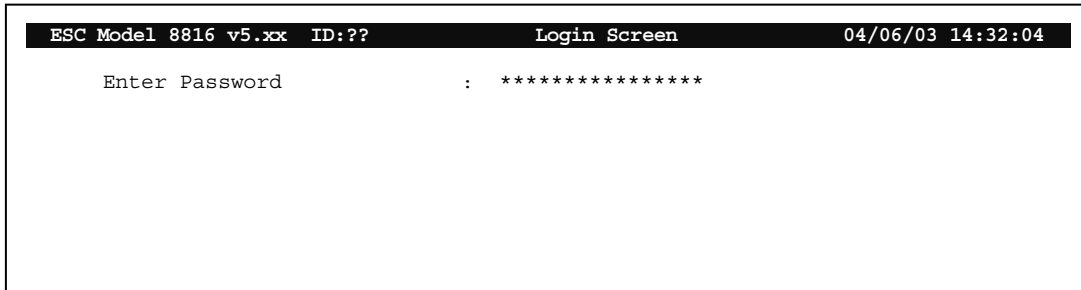 ESC Model 8816 v5.xx ID:?? Login Screen 04/06/03 14:32:04
Enter Password : ****************